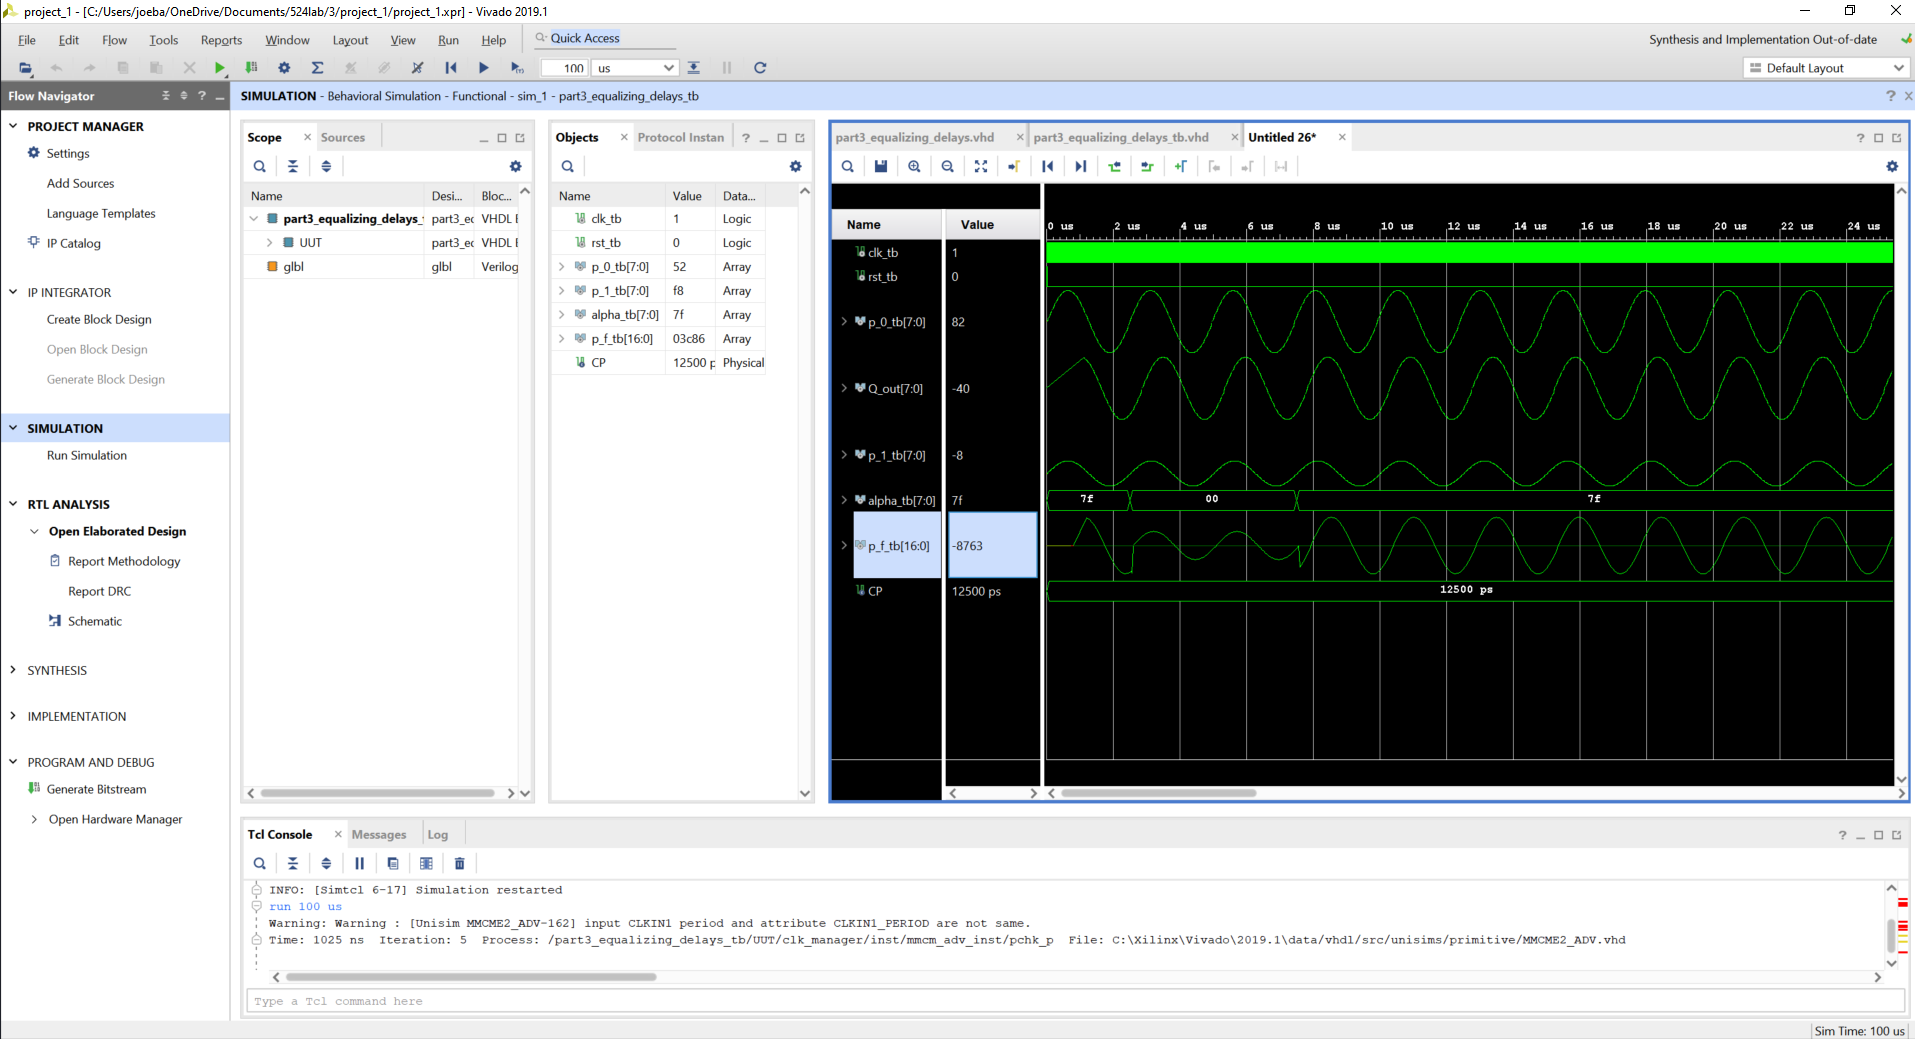 project_1 - [C:/Users/joeba/OneDrive/Documents/524lab/3/project_1/project_1.xpr] - Vivado 2019.1
File Edit Flow Tools Reports Window Layout View Run Help Quick Access
Synthesis and Implementation Out-of-date
100 us
Default Layout
Flow Navigator
SIMULATION - Behavioral Simulation - Functional - sim_1 - part3_equalizing_delays_tb
PROJECT MANAGER
Settings
Add Sources
Language Templates
IP Catalog
IP INTEGRATOR
Create Block Design
Open Block Design
Generate Block Design
SIMULATION
Run Simulation
RTL ANALYSIS
Open Elaborated Design
Report Methodology
Report DRC
Schematic
SYNTHESIS
IMPLEMENTATION
PROGRAM AND DEBUG
Generate Bitstream
Open Hardware Manager
Scope Sources
Name Desi... Bloc...
part3_equalizing_delays_ part3_ec VHDL E
UUT part3_ec VHDL E
glbl glbl Verilog
Objects Protocol Instan
Name Value Data...
clk_tb 1 Logic
rst_tb 0 Logic
p_0_tb[7:0] 52 Array
p_1_tb[7:0] f8 Array
alpha_tb[7:0] 7f Array
p_f_tb[16:0] 03c86 Array
CP 12500 p Physical
part3_equalizing_delays.vhd part3_equalizing_delays_tb.vhd Untitled 26*
Name Value
0 us 2 us 4 us 6 us 8 us 10 us 12 us 14 us 16 us 18 us 20 us 22 us 24 us
clk_tb 1
rst_tb 0
p_0_tb[7:0] 82
Q_out[7:0] -40
p_1_tb[7:0] -8
alpha_tb[7:0] 7f 7f 00 7f
p_f_tb[16:0] -8763
CP 12500 ps 12500 ps
Tcl Console Messages Log
INFO: [Simtcl 6-17] Simulation restarted
run 100 us
Warning: Warning : [Unisim MMCME2_ADV-162] input CLKIN1 period and attribute CLKIN1_PERIOD are not same.
Time: 1025 ns Iteration: 5 Process: /part3_equalizing_delays_tb/UUT/clk_manager/inst/mmcm_adv_inst/pchk_p File: C:\Xilinx\Vivado\2019.1\data/vhdl/src/unisims/primitive/MMCME2_ADV.vhd
Type a Tcl command here
Sim Time: 100 us